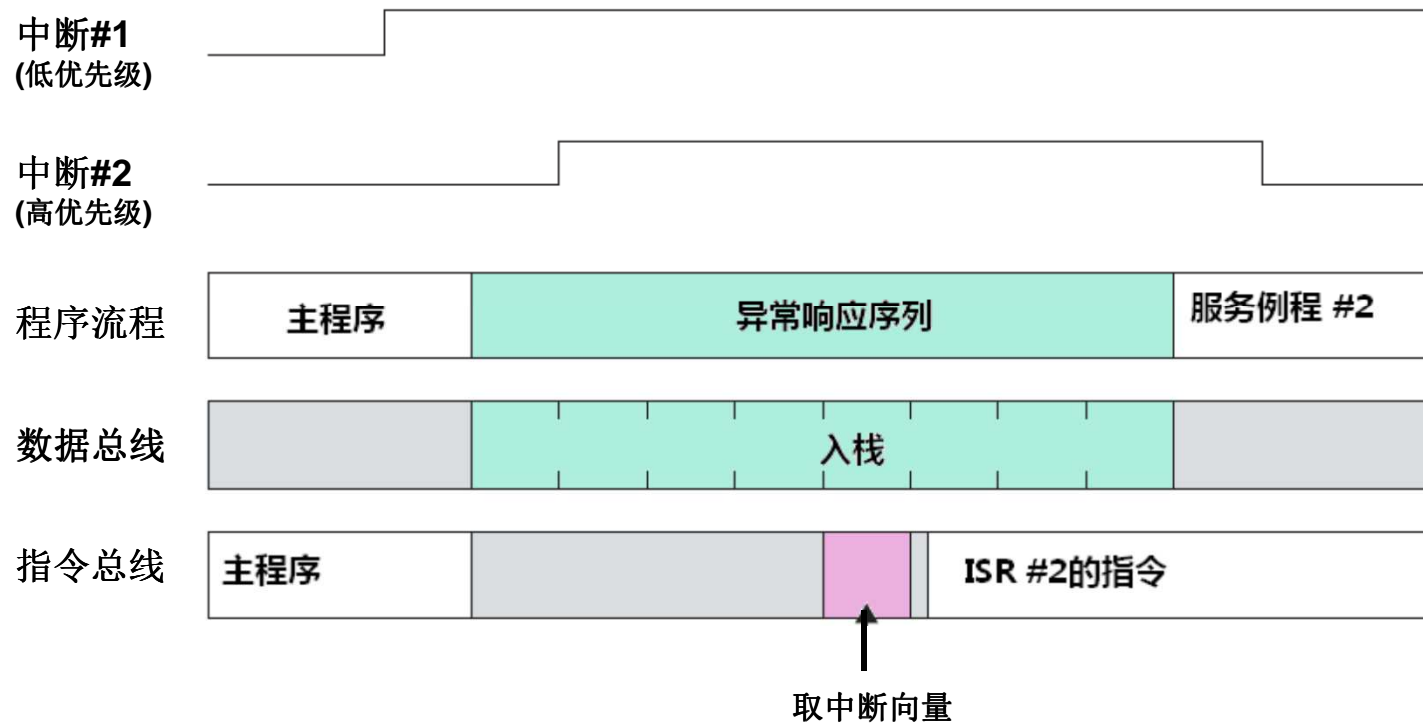 中断#1
(低优先级)
中断#2
(高优先级)
程序流程
主程序
异常响应序列
服务例程 #2
数据总线
入栈
指令总线
主程序
ISR #2的指令
取中断向量